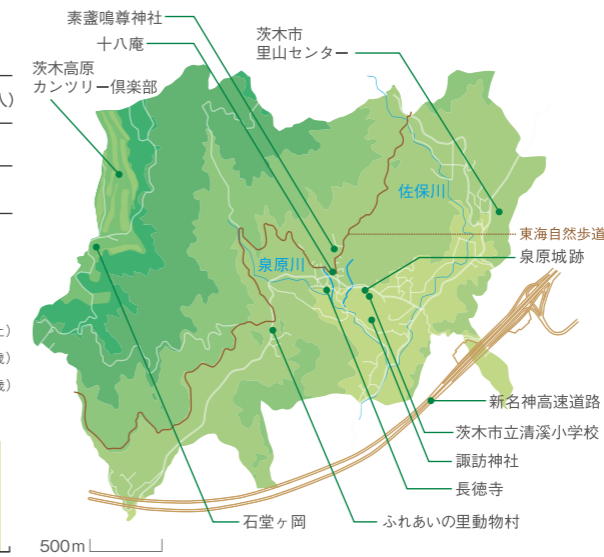 素盞嗚尊神社
十八庵
茨木市
里山センター
茨木高原
カンツリー倶楽部
人）
佐保川
東海自然歩道
泉原城跡
泉原川
上）
歳）
歳）
新名神高速道路
茨木市立清溪小学校
諏訪神社
長徳寺
石堂ヶ岡
ふれあいの里動物村
500m